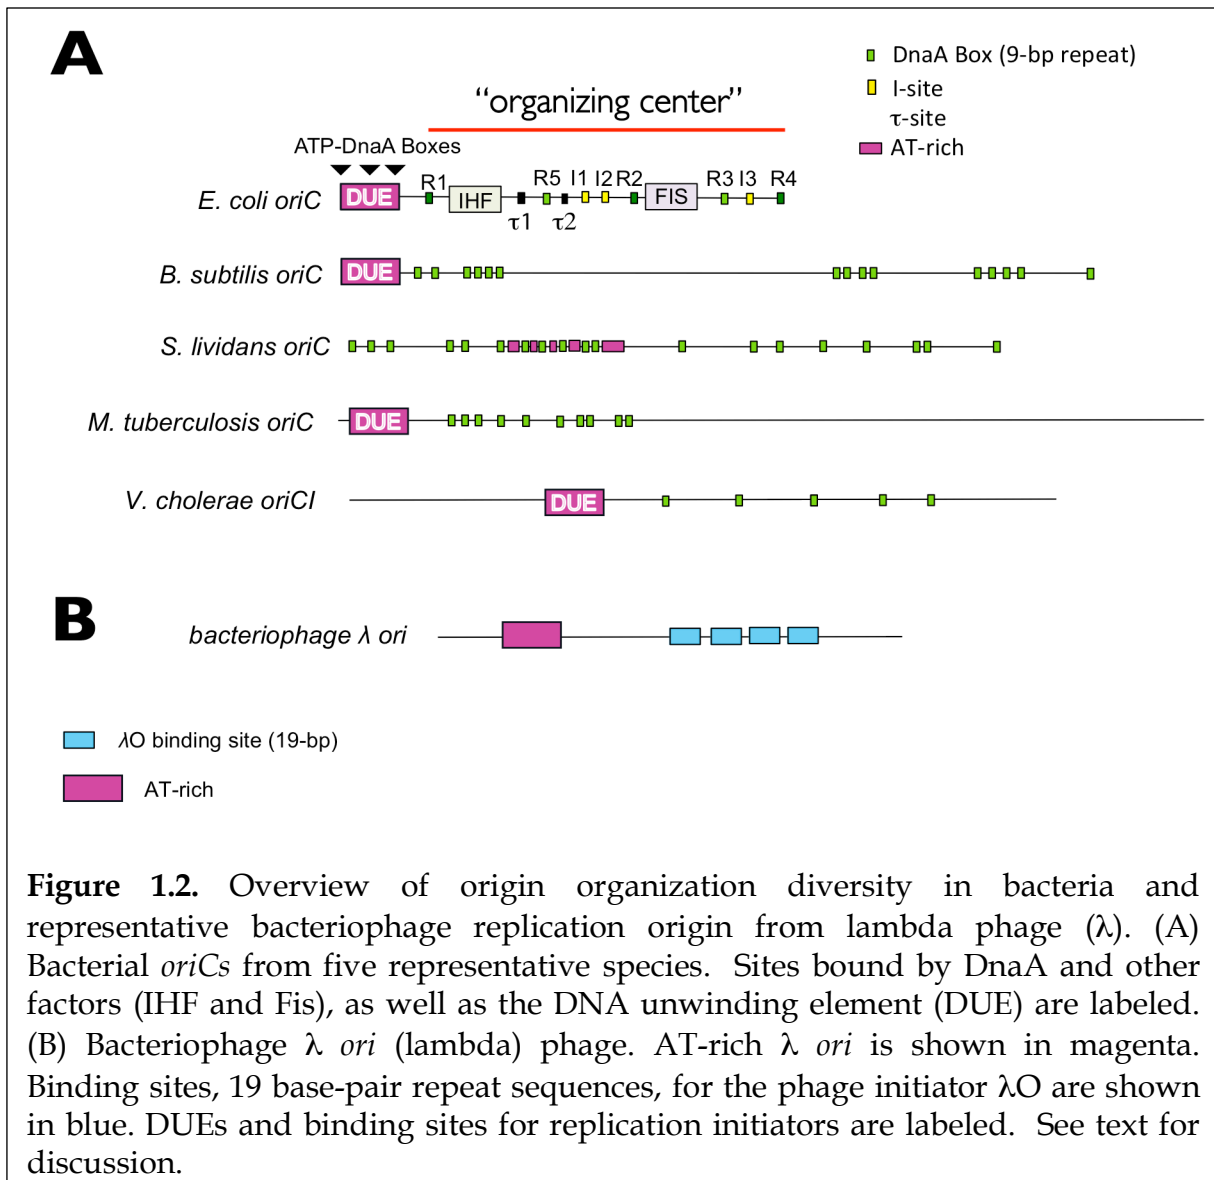 A
DnaA Box (9-bp repeat)
I-site
τ-site
AT-rich
“organizing center”
ATP-DnaA Boxes
E. coli oriC
DUE R1 IHF τ1 R5 τ2 I1 I2 R2 FIS R3 I3 R4
B. subtilis oriC DUE
S. lividans oriC
M. tuberculosis oriC DUE
V. cholerae oriCI DUE
B
bacteriophage λ ori
λO binding site (19-bp)
AT-rich
Figure 1.2. Overview of origin organization diversity in bacteria and
representative bacteriophage replication origin from lambda phage (λ). (A)
Bacterial oriCs from five representative species. Sites bound by DnaA and other
factors (IHF and Fis), as well as the DNA unwinding element (DUE) are labeled.
(B) Bacteriophage λ ori (lambda) phage. AT-rich λ ori is shown in magenta.
Binding sites, 19 base-pair repeat sequences, for the phage initiator λO are shown
in blue. DUEs and binding sites for replication initiators are labeled. See text for
discussion.